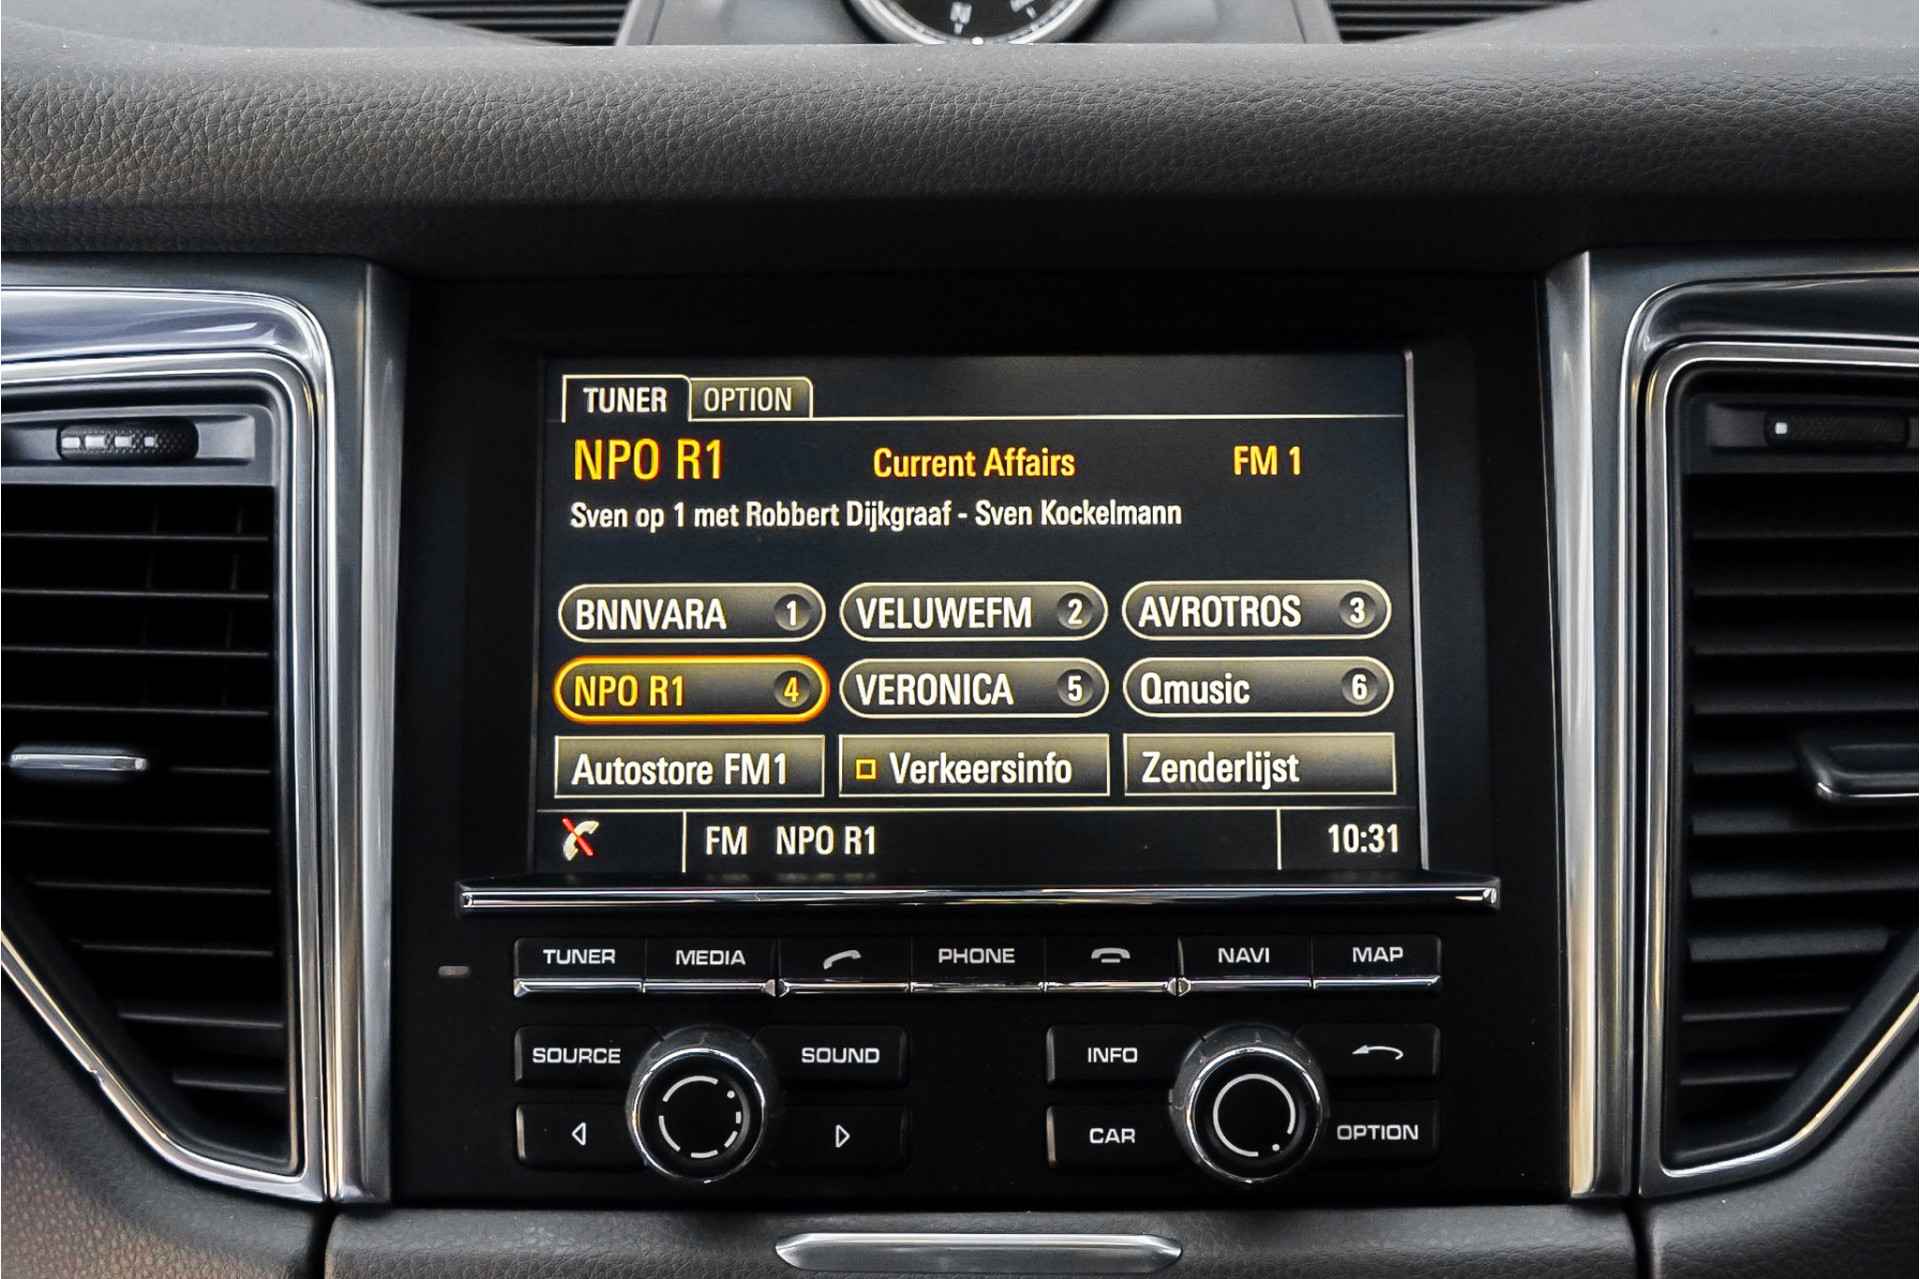 N
TUNER OPTION
NPO R1 Current Affairs FM 1
Sven op 1 met Robbert Dijkgraaf - Sven Kockelmann
BNNVARA 1 VELUWEFM 2 AVROTROS 3
NPO R1 4 VERONICA 5 Qmusic 6
Autostore FM1 Verkeersinfo Zenderlijst
FM NPO R1 10:31
TUNER MEDIA PHONE NAVI MAP
SOURCE SOUND INFO
CAR OPTION